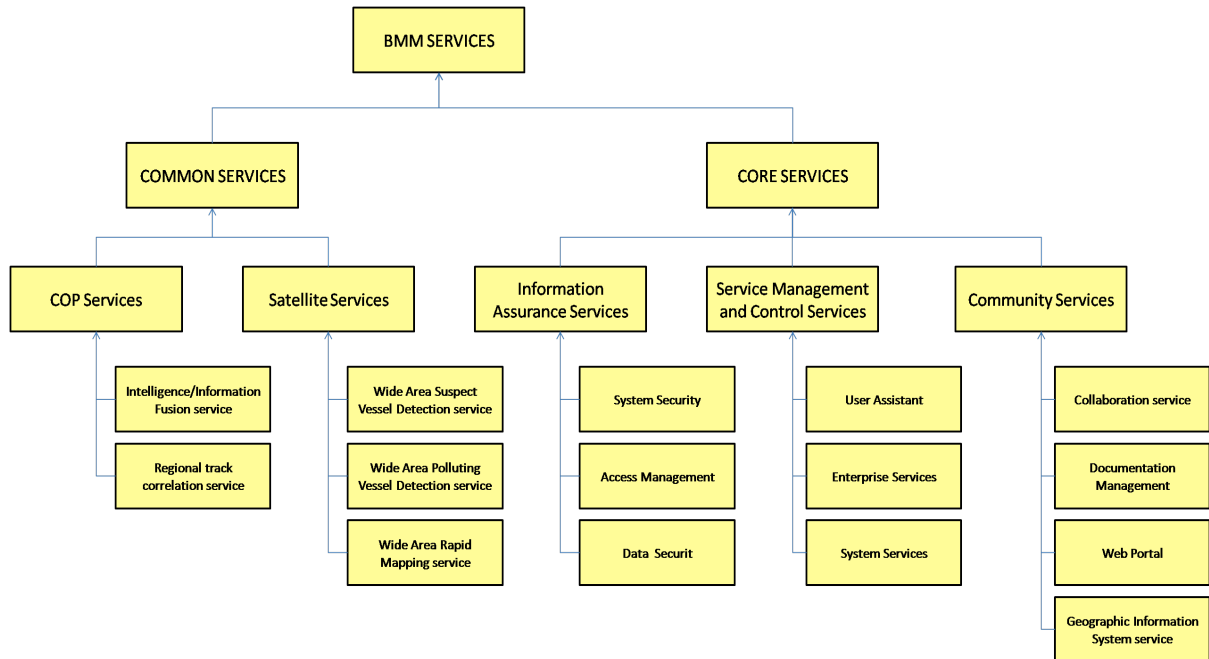 BMM SERVICES
COMMON SERVICES
CORE SERVICES
COP Services
Satellite Services
Information
Assurance Services
Service Management
and Control Services
Community Services
Intelligence/Information
Fusion service
Regional track
correlation service
Wide Area Suspect
Vessel Detection service
Wide Area Polluting
Vessel Detection service
Wide Area Rapid
Mapping service
System Security
Access Management
Data Securit
User Assistant
Enterprise Services
System Services
Collaboration service
Documentation
Management
Web Portal
Geographic Information
System service